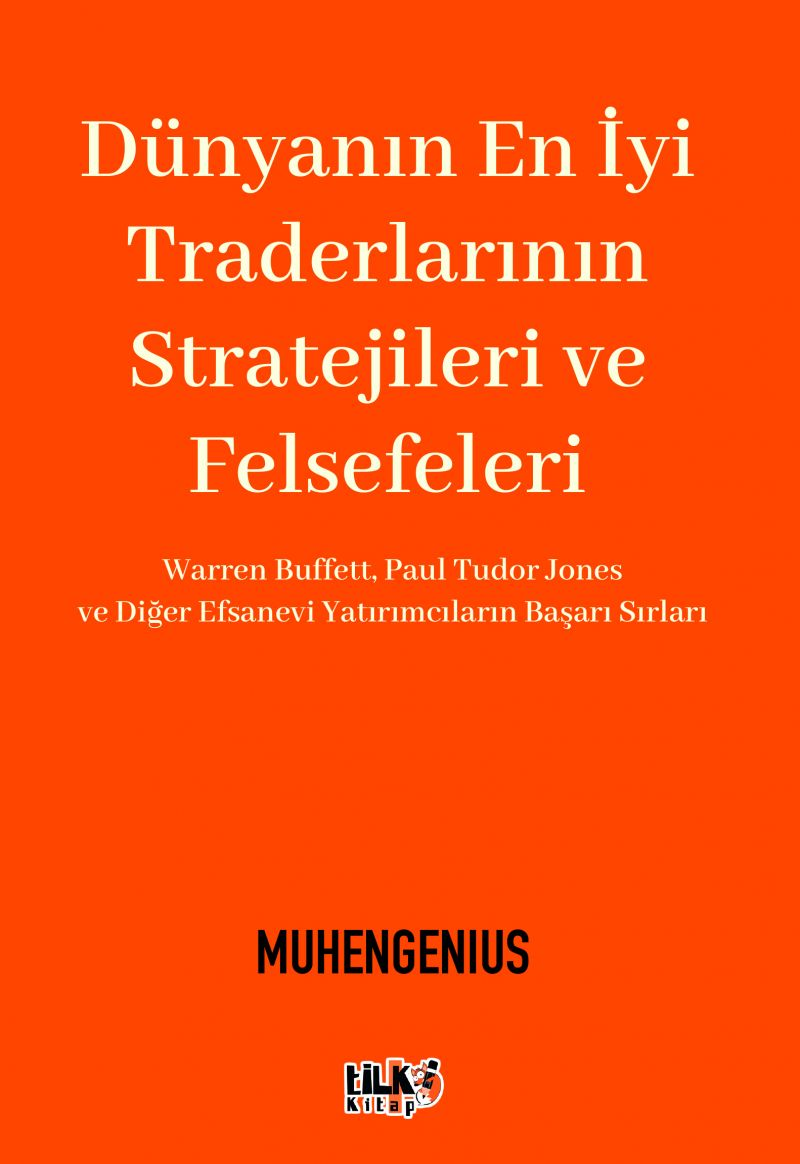 Dünyanın En İyi
Traderlarının
Stratejileri ve
Felsefeleri
Warren Buffett, Paul Tudor Jones
ve Diğer Efsanevi Yatırımcıların Başarı Sırları
MUHENGENIUS
tiLKi
Kitap